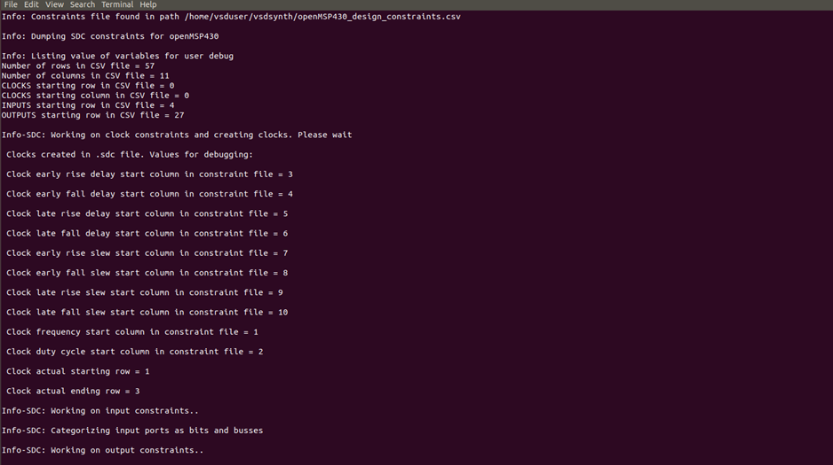 File Edit View Search Terminal Help
Info: Constraints file found in path /home/vsduser/vsdsynth/openMSP430_design_constraints.csv
Info: Dumping SDC constraints for openMSP430
Info: Listing value of variables for user debug
Number of rows in CSV file = 57
Number of columns in CSV file = 11
CLOCKS starting row in CSV file = 0
CLOCKS starting column in CSV file = 0
INPUTS starting row in CSV file = 4
OUTPUTS starting row in CSV file = 27
Info-SDC: Working on clock constraints and creating clocks. Please wait
Clocks created in .sdc file. Values for debugging:
Clock early rise delay start column in constraint file = 3
Clock early fall delay start column in constraint file = 4
Clock late rise delay start column in constraint file = 5
Clock late fall delay start column in constraint file = 6
Clock early rise slew start column in constraint file = 7
Clock early fall slew start column in constraint file = 8
Clock late rise slew start column in constraint file = 9
Clock late fall slew start column in constraint file = 10
Clock frequency start column in constraint file = 1
Clock duty cycle start column in constraint file = 2
Clock actual starting row = 1
Clock actual ending row = 3
Info-SDC: Working on input constraints..
Info-SDC: Categorizing input ports as bits and busses
Info-SDC: Working on output constraints..